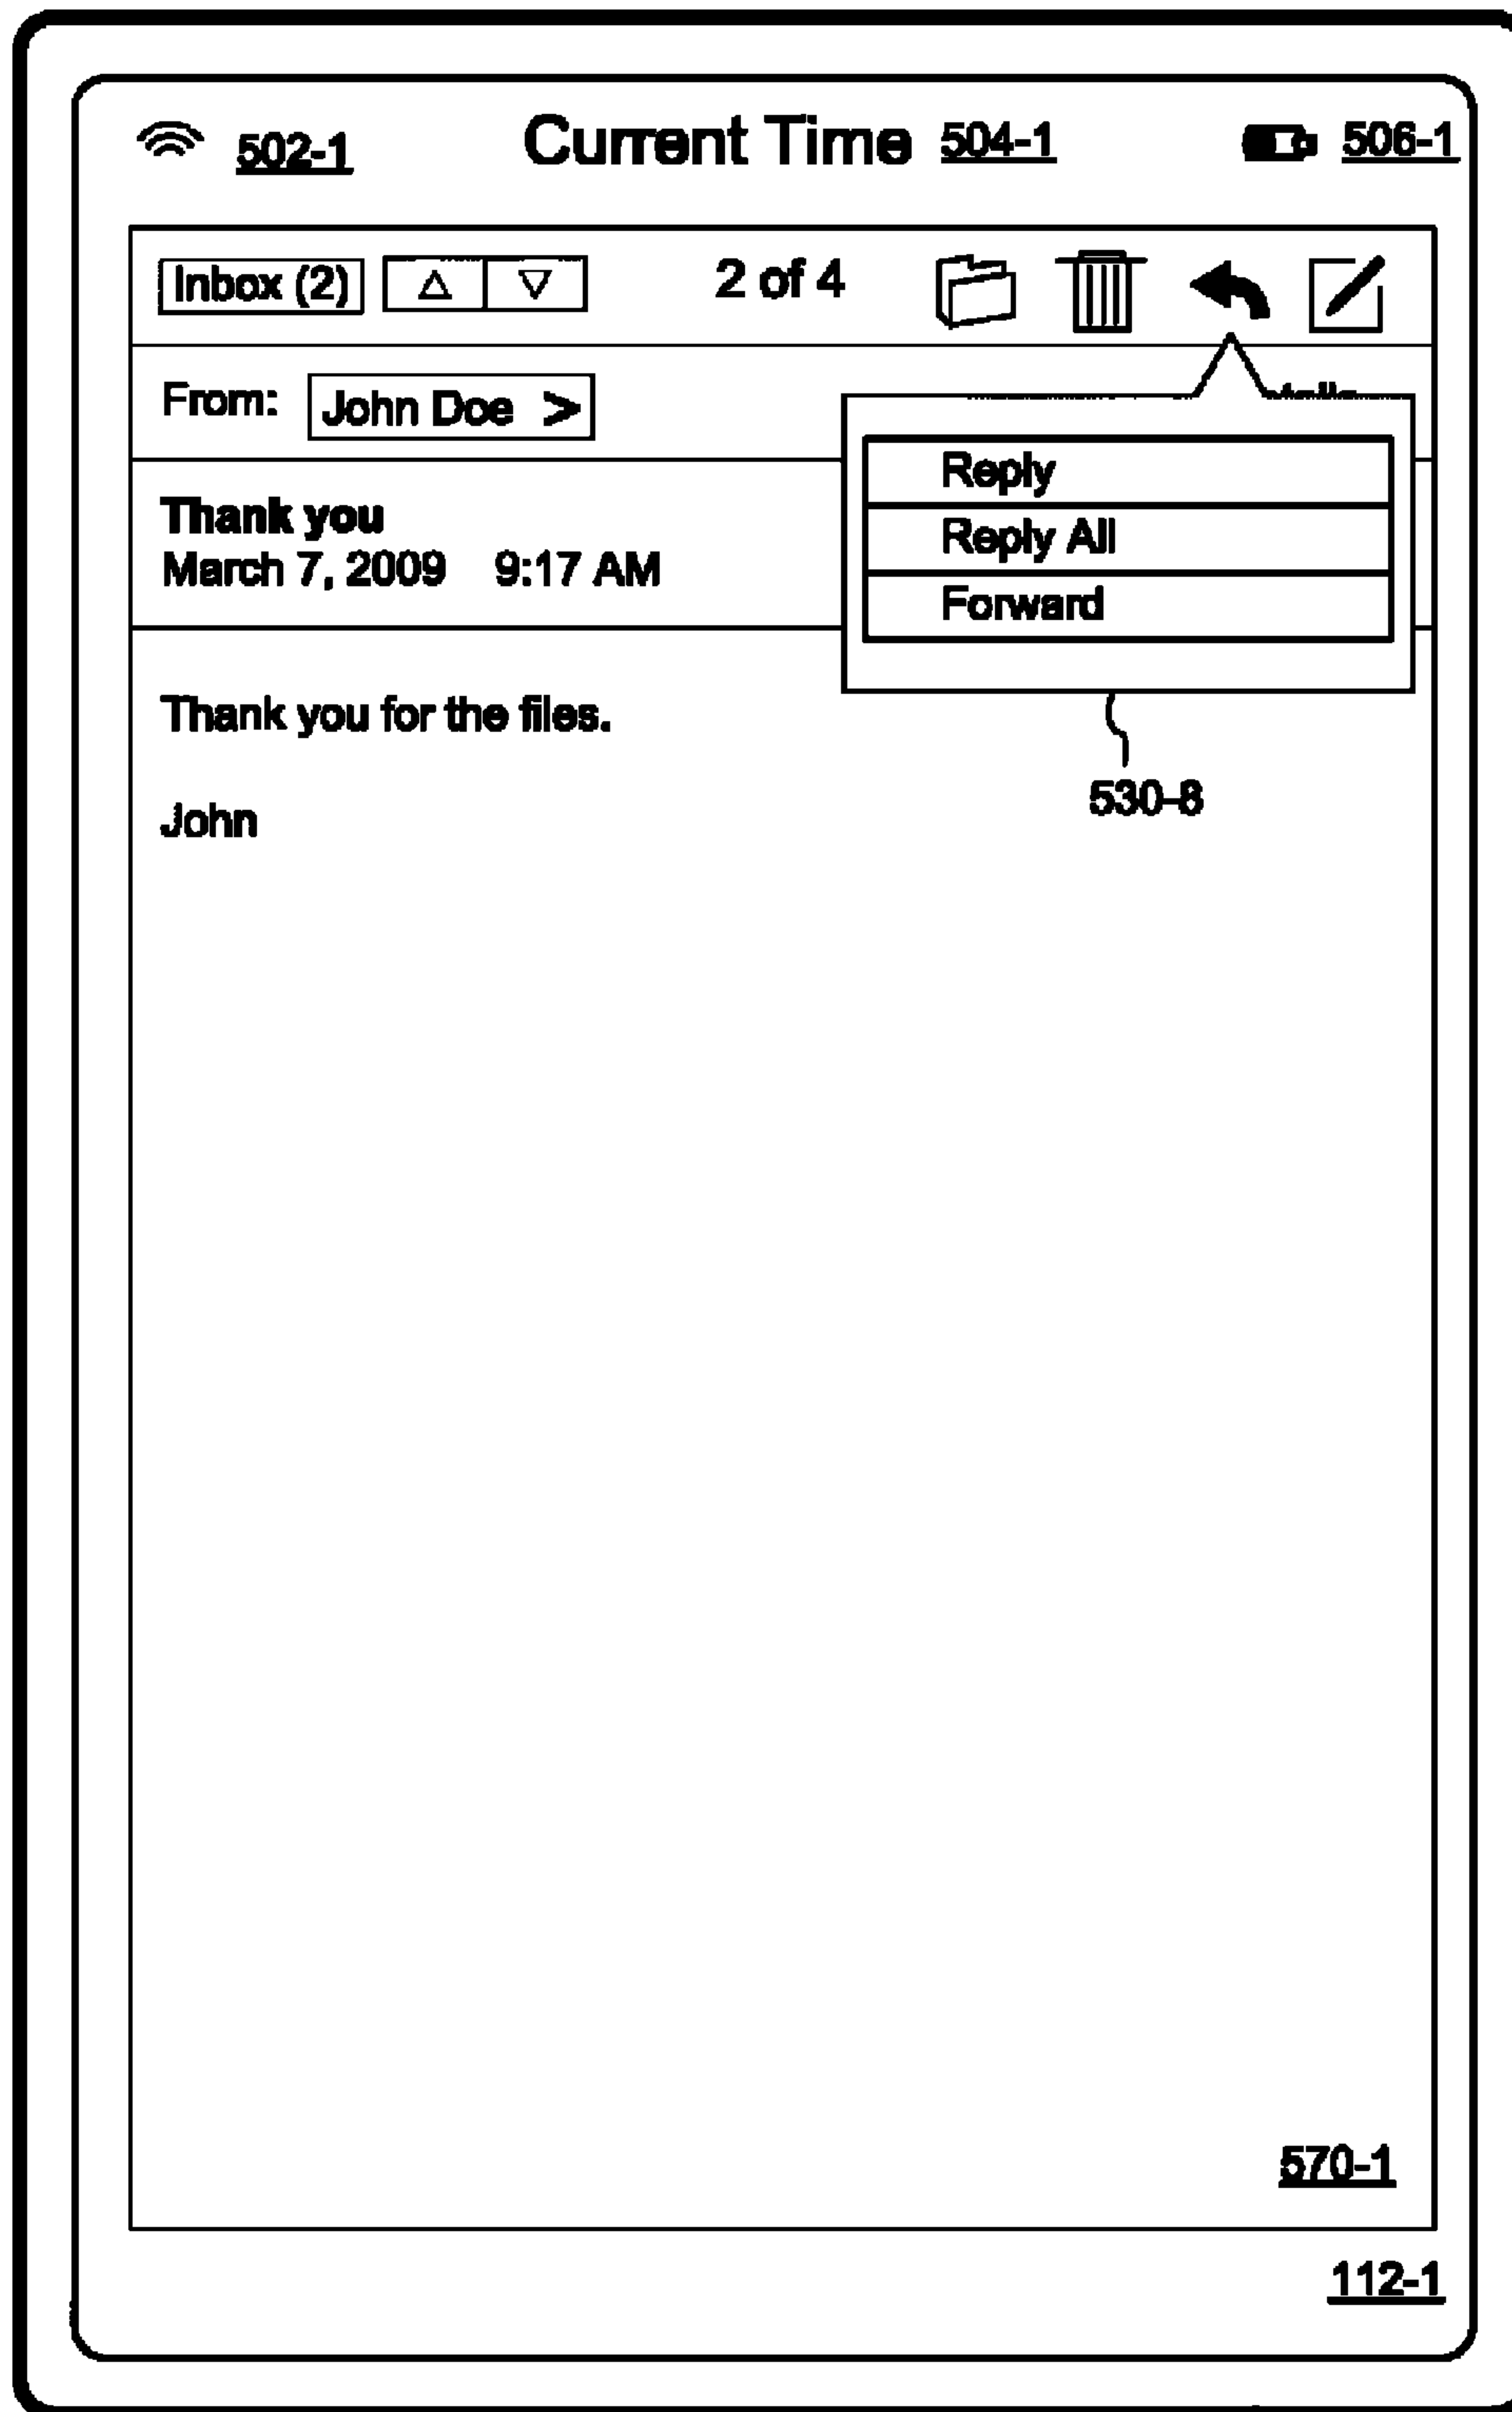 502-1 Current Time 504-1 506-1
Inbox (2) 2 of 4
From: John Doe >
Reply
Reply All
Forward
Thank you
March 7, 2009 9:17 AM
Thank you for the files.
John
530-8
570-1
112-1